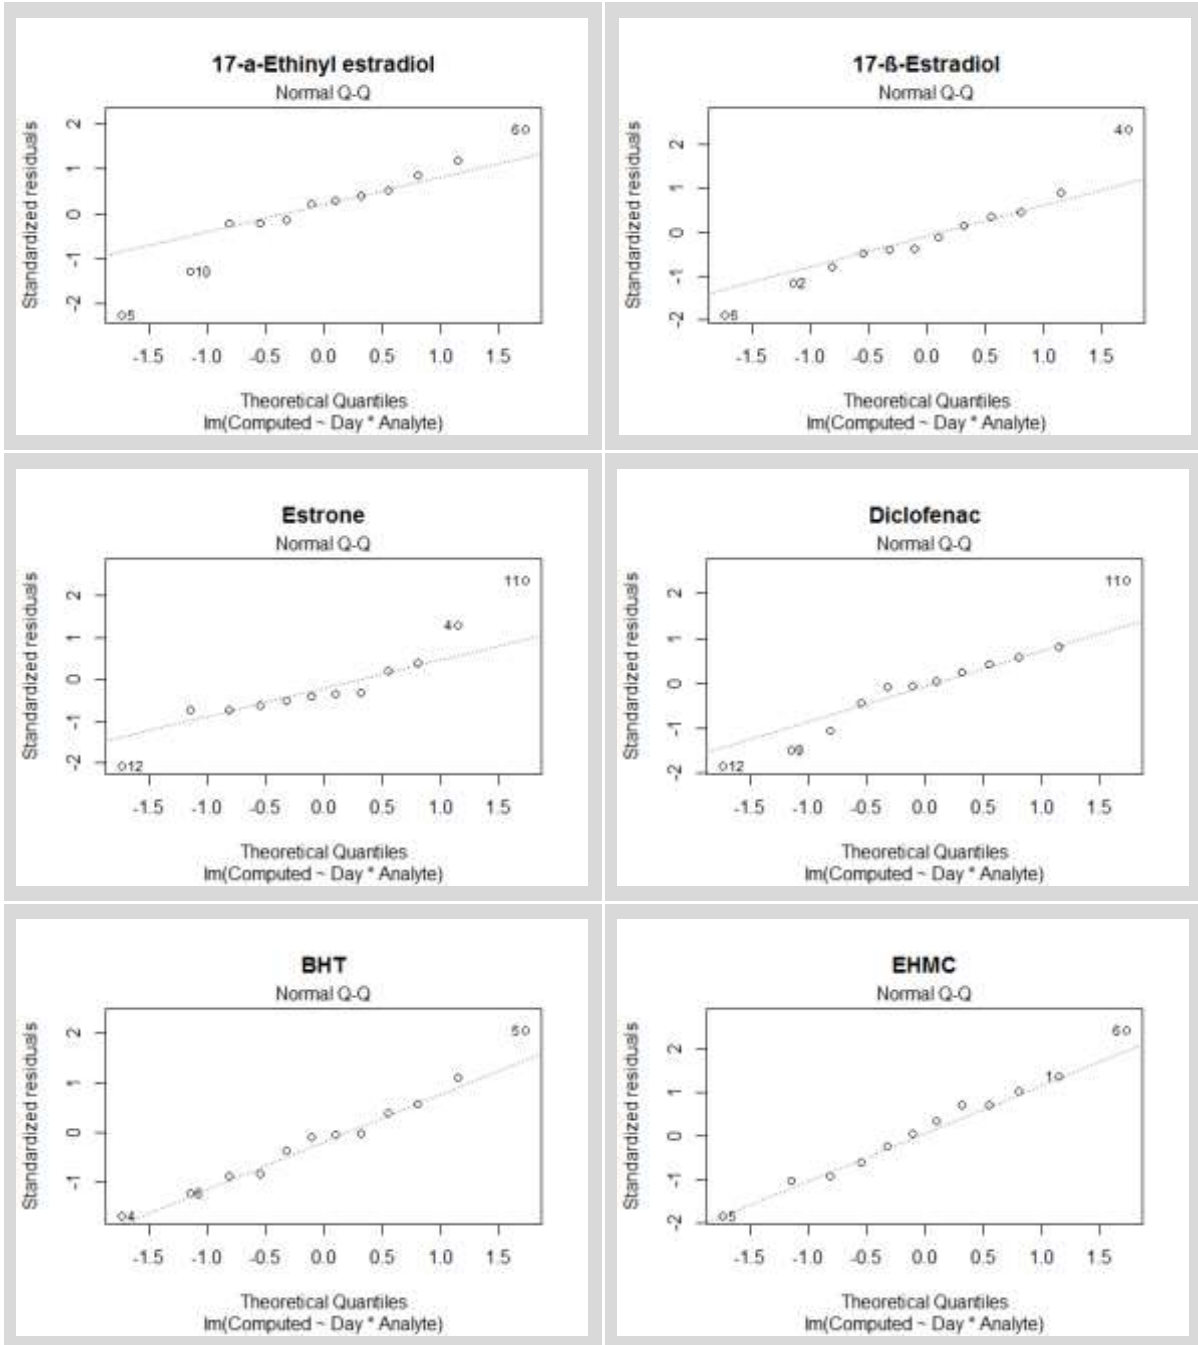 17-a-Ethinyl estradiol
Normal Q-Q
Standardized residuals
2
1
0
-1
-2
6
10
5
-1.5 -1.0 -0.5 0.0 0.5 1.0 1.5
Theoretical Quantiles
lm(Computed ~ Day * Analyte)
17-ß-Estradiol
Normal Q-Q
Standardized residuals
2
1
0
-1
-2
4
2
6
-1.5 -1.0 -0.5 0.0 0.5 1.0 1.5
Theoretical Quantiles
lm(Computed ~ Day * Analyte)
Estrone
Normal Q-Q
Standardized residuals
2
1
0
-1
-2
11
4
12
-1.5 -1.0 -0.5 0.0 0.5 1.0 1.5
Theoretical Quantiles
lm(Computed ~ Day * Analyte)
Diclofenac
Normal Q-Q
Standardized residuals
2
1
0
-1
-2
11
9
12
-1.5 -1.0 -0.5 0.0 0.5 1.0 1.5
Theoretical Quantiles
lm(Computed ~ Day * Analyte)
BHT
Normal Q-Q
Standardized residuals
2
1
0
-1
5
4
-1.5 -1.0 -0.5 0.0 0.5 1.0 1.5
Theoretical Quantiles
lm(Computed ~ Day * Analyte)
EHMC
Normal Q-Q
Standardized residuals
2
1
0
-1
-2
6
1
5
-1.5 -1.0 -0.5 0.0 0.5 1.0 1.5
Theoretical Quantiles
lm(Computed ~ Day * Analyte)